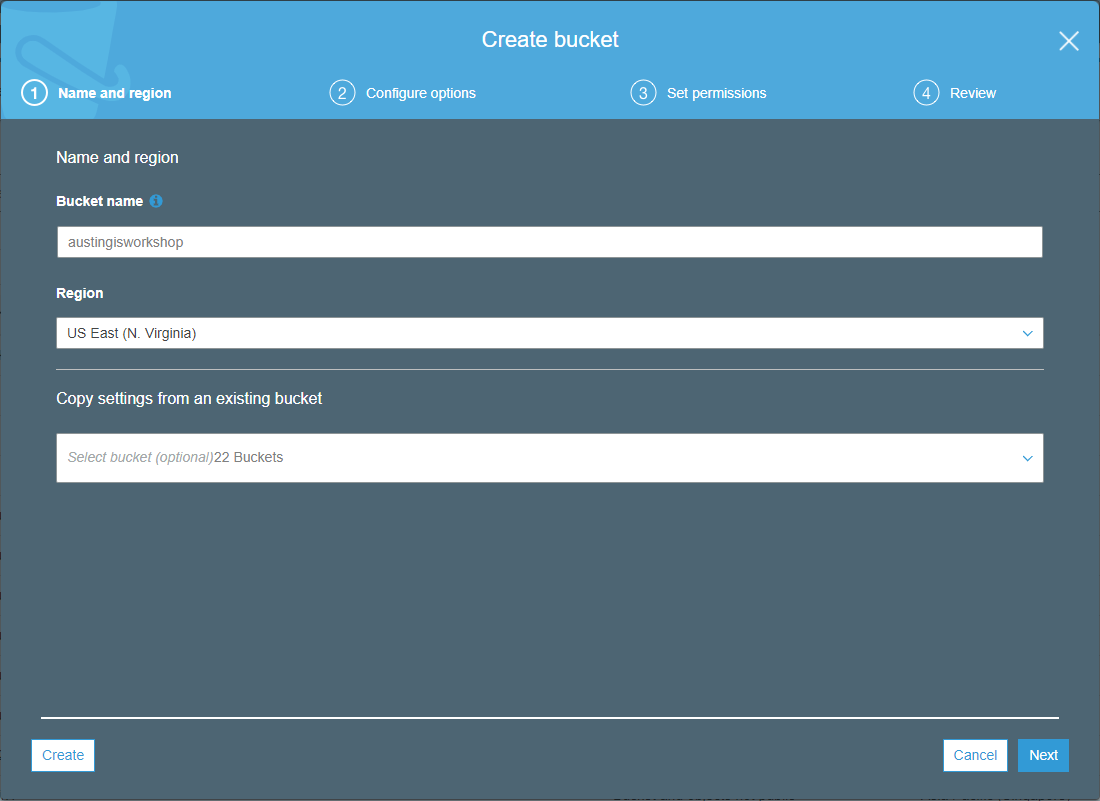 Create bucket
1 Name and region
2 Configure options
3 Set permissions
4 Review
Name and region
Bucket name
austingisworkshop
Region
US East (N. Virginia)
Copy settings from an existing bucket
Select bucket (optional)22 Buckets
Create
Cancel
Next